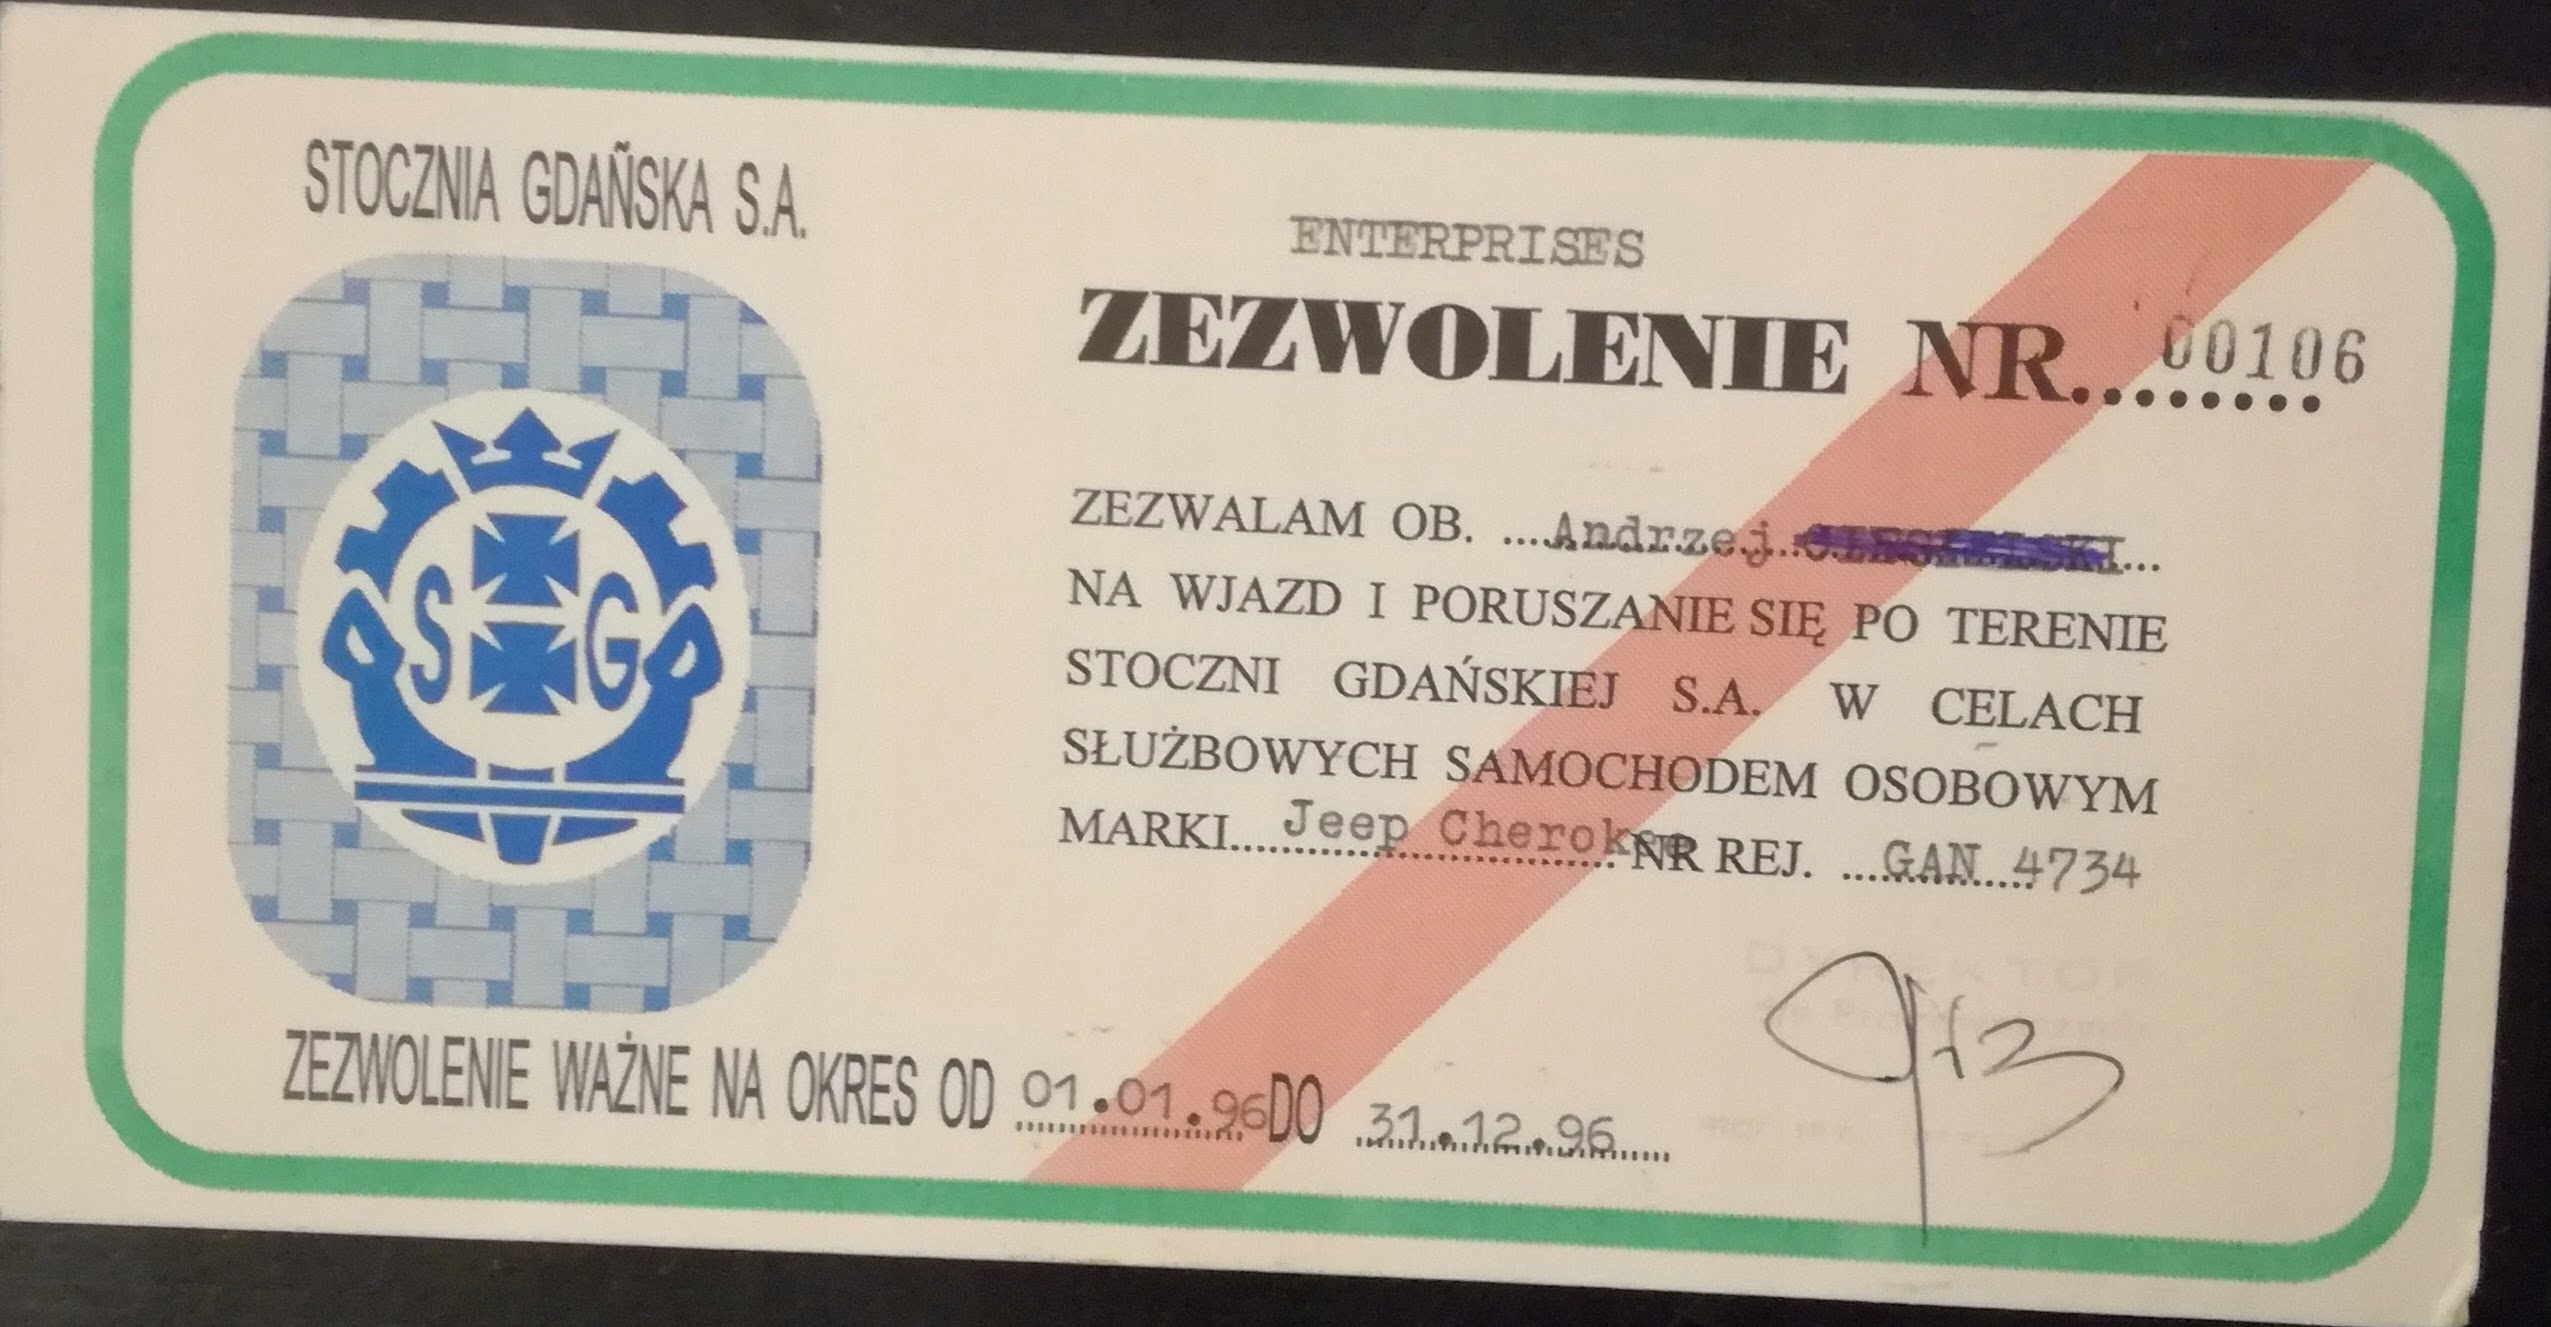 STOCZNIA GDAÑSKA S.A.
S G
ENTERPRISES
ZEZWOLENIE NR........ 00106
ZEZWALAM OB. ....Andrzej.....
NA WJAZD I PORUSZANIE SIĘ PO TERENIE
STOCZNI GDAŃSKIEJ S.A. W CELACH
SŁUŻBOWYCH SAMOCHODEM OSOBOWYM
MARKI....Jeep Cherokee NR REJ. ....GAN 4734
ZEZWOLENIE WAŻNE NA OKRES OD 01.01.96 DO 31.12.96
DYREKTOR